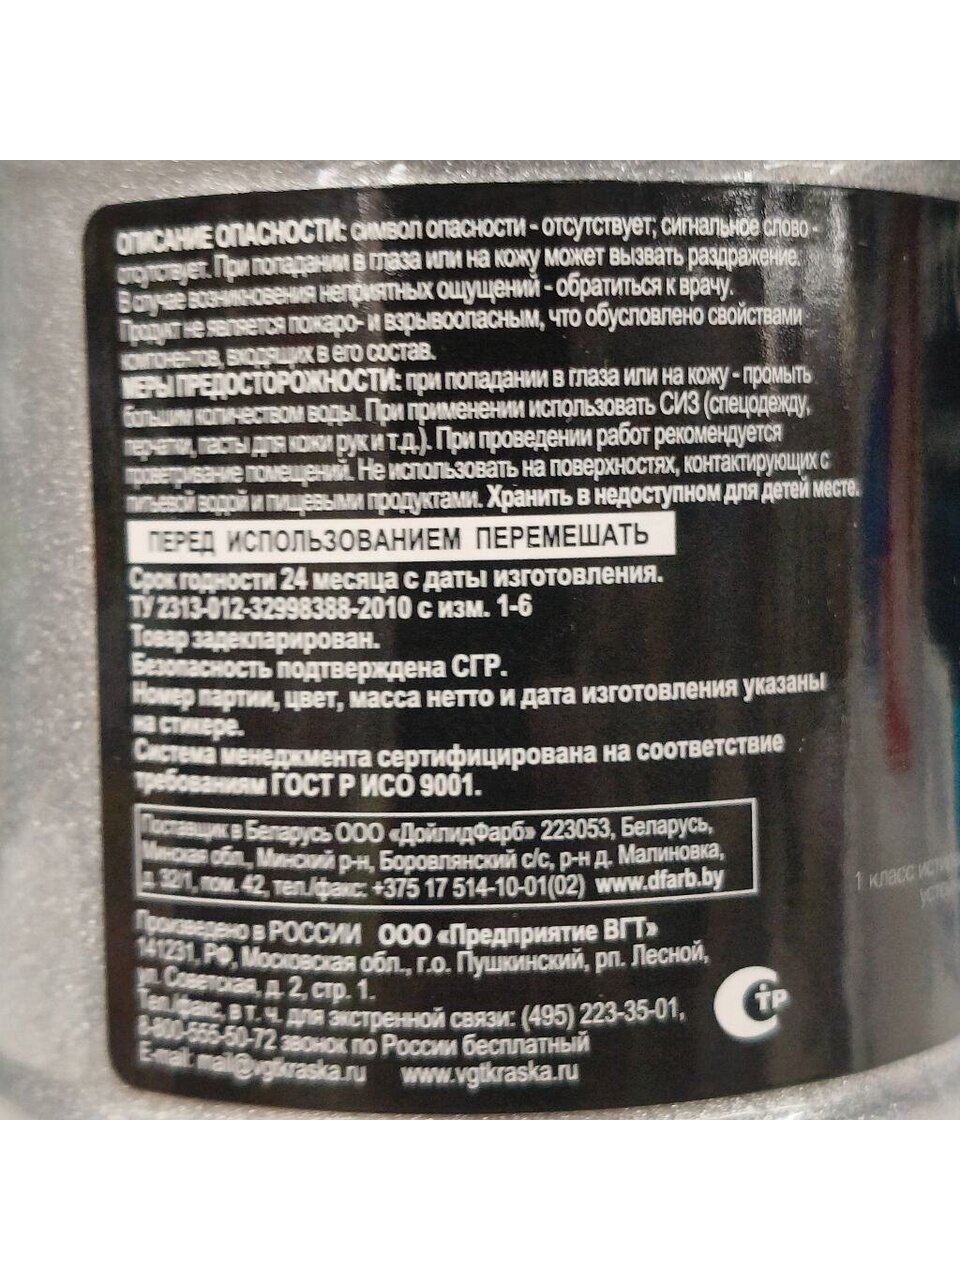 ОПИСАНИЕ ОПАСНОСТИ: символ опасности - отсутствует; сигнальное слово -
отсутствует. При попадании в глаза или на кожу может вызвать раздражение.
В случае возникновения неприятных ощущений - обратиться к врачу.
Продукт не является пожаро- и взрывоопасным, что обусловлено свойствами
компонентов, входящих в его состав.
МЕРЫ ПРЕДОСТОРОЖНОСТИ: при попадании в глаза или на кожу - промыть
большим количеством воды. При применении использовать СИЗ (спецодежду,
перчатки, пасты для кожи рук и т.д.). При проведении работ рекомендуется
проветривание помещений. Не использовать на поверхностях, контактирующих с
питьевой водой и пищевыми продуктами. Хранить в недоступном для детей месте.
ПЕРЕД ИСПОЛЬЗОВАНИЕМ ПЕРЕМЕШАТЬ
Срок годности 24 месяца с даты изготовления.
ТУ 2313-012-32998388-2010 с изм. 1-6
Товар задекларирован.
Безопасность подтверждена СГР.
Номер партии, цвет, масса нетто и дата изготовления указаны
на стикере.
Система менеджмента сертифицирована на соответствие
требованиям ГОСТ Р ИСО 9001.
Поставщик в Беларусь ООО «ДойлидФарб» 223053, Беларусь,
Минская обл., Минский р-н, Боровлянский с/с, р-н д. Малиновка,
д. 32/1, пом. 42, тел./факс: +375 17 514-10-01(02) www.dfarb.by
Произведено в РОССИИ ООО «Предприятие ВГТ»
141231, РФ, Московская обл., г.о. Пушкинский, рп. Лесной,
ул. Советская, д. 2, стр. 1.
Тел./факс, в т. ч. для экстренной связи: (495) 223-35-01,
8-800-555-50-72 звонок по России бесплатный
E-mail: mail@vgtkraska.ru www.vgtkraska.ru
СТР
1 класс